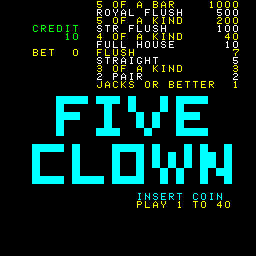 5 OF A BAR 1000
ROYAL FLUSH 500
5 OF A KIND 200
CREDIT STR FLUSH 100
10 4 OF A KIND 40
FULL HOUSE 10
BET 0 FLUSH 7
STRAIGHT 5
3 OF A KIND 3
2 PAIR 2
JACKS OR BETTER 1
FIVE
CLOWN
INSERT COIN
PLAY 1 TO 40